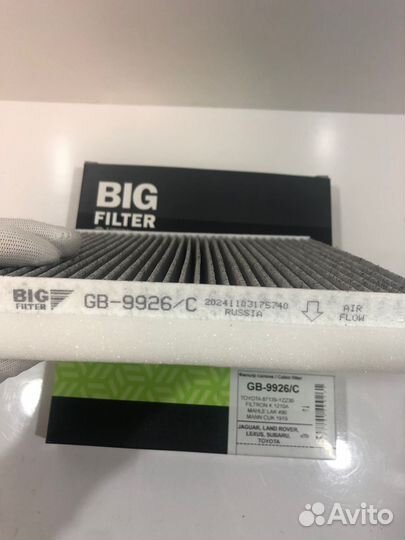 BIG
FILTER
BIG
FILTER
GB-9926/C
20241103175740
RUSSIA
AIR
FLOW
GB-9926/C
TOYOTA 87139-YZZ30
FILTRON K 1210A
MAHLE LAK 490
MANN CUK 1919
JAGUAR, LAND ROVER,
LEXUS, SUBARU,
TOYOTA
Avito